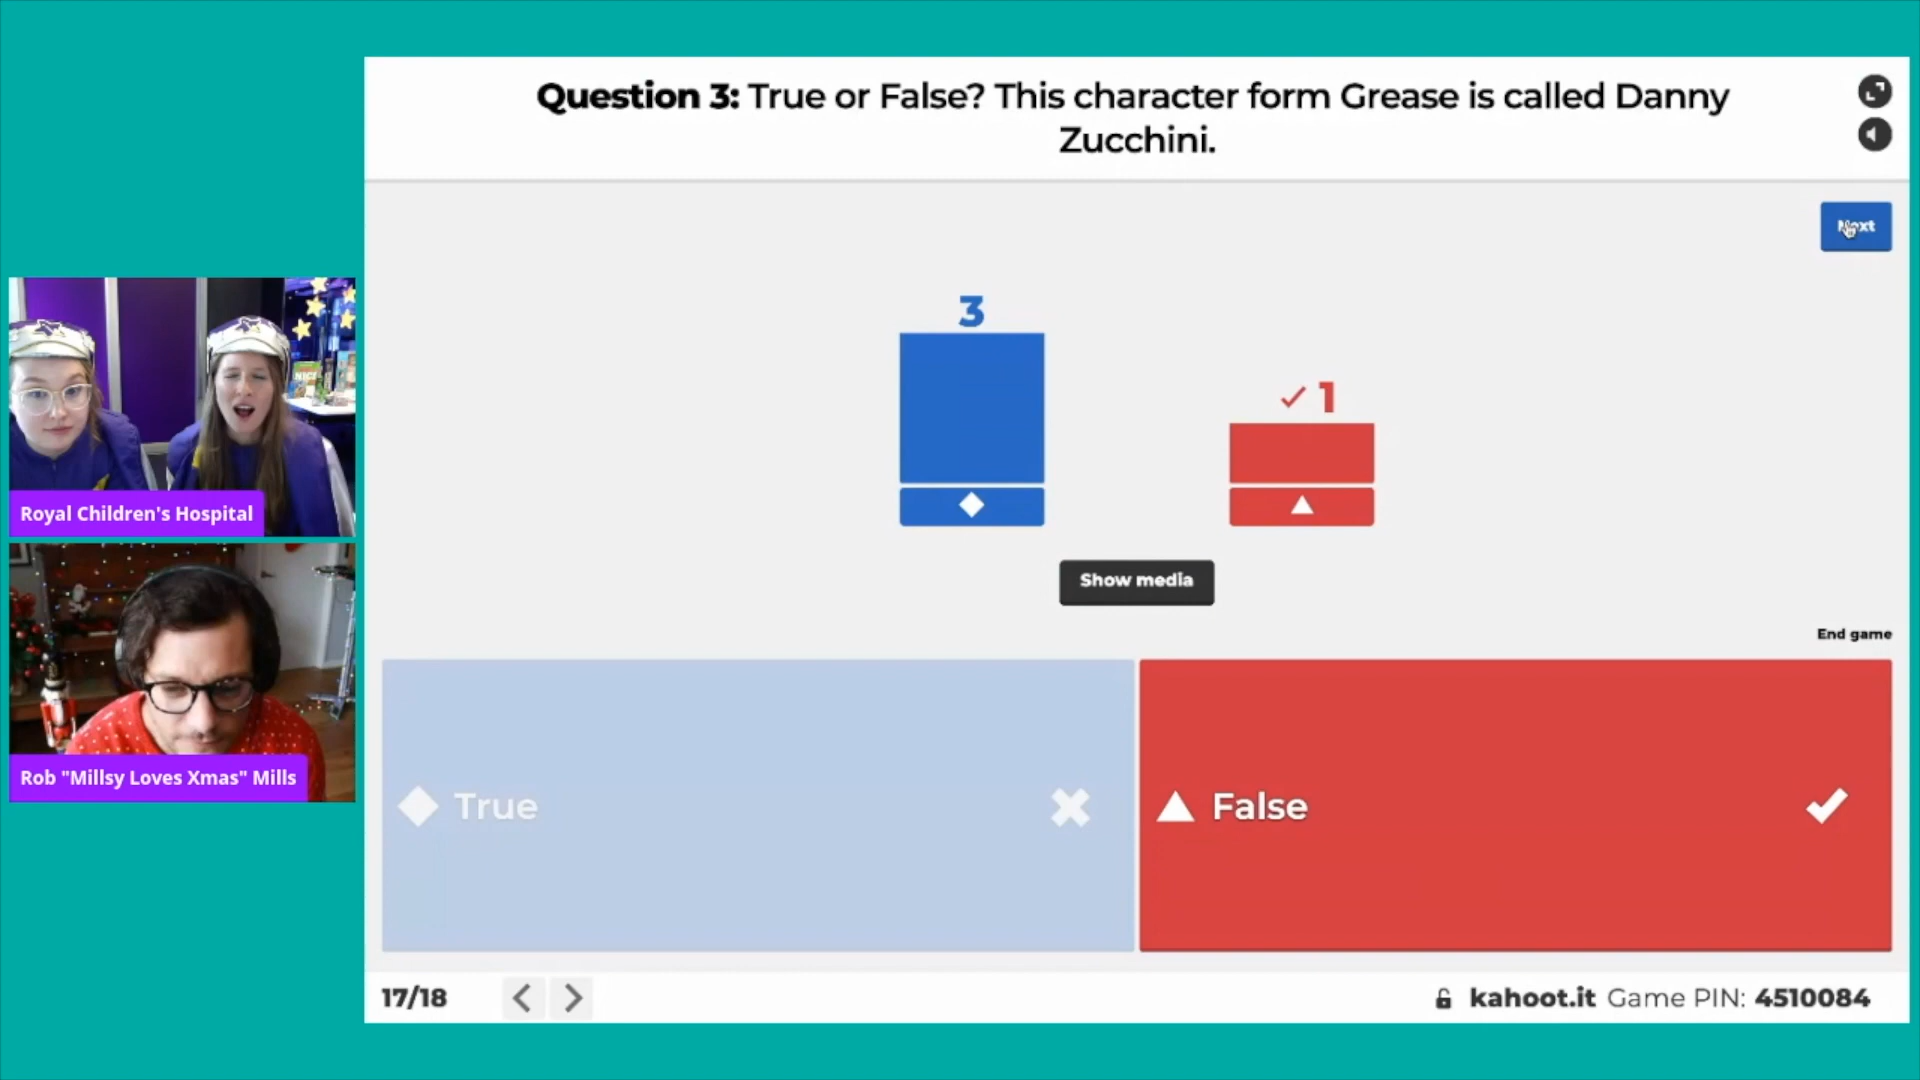 Question 3: True or False? This character form Grease is called Danny
Zucchini.
Next
3
1
Show media
End game
True
False
17/18
kahoot.it Game PIN: 4510084
Royal Children's Hospital
Rob "Millsy Loves Xmas" Mills